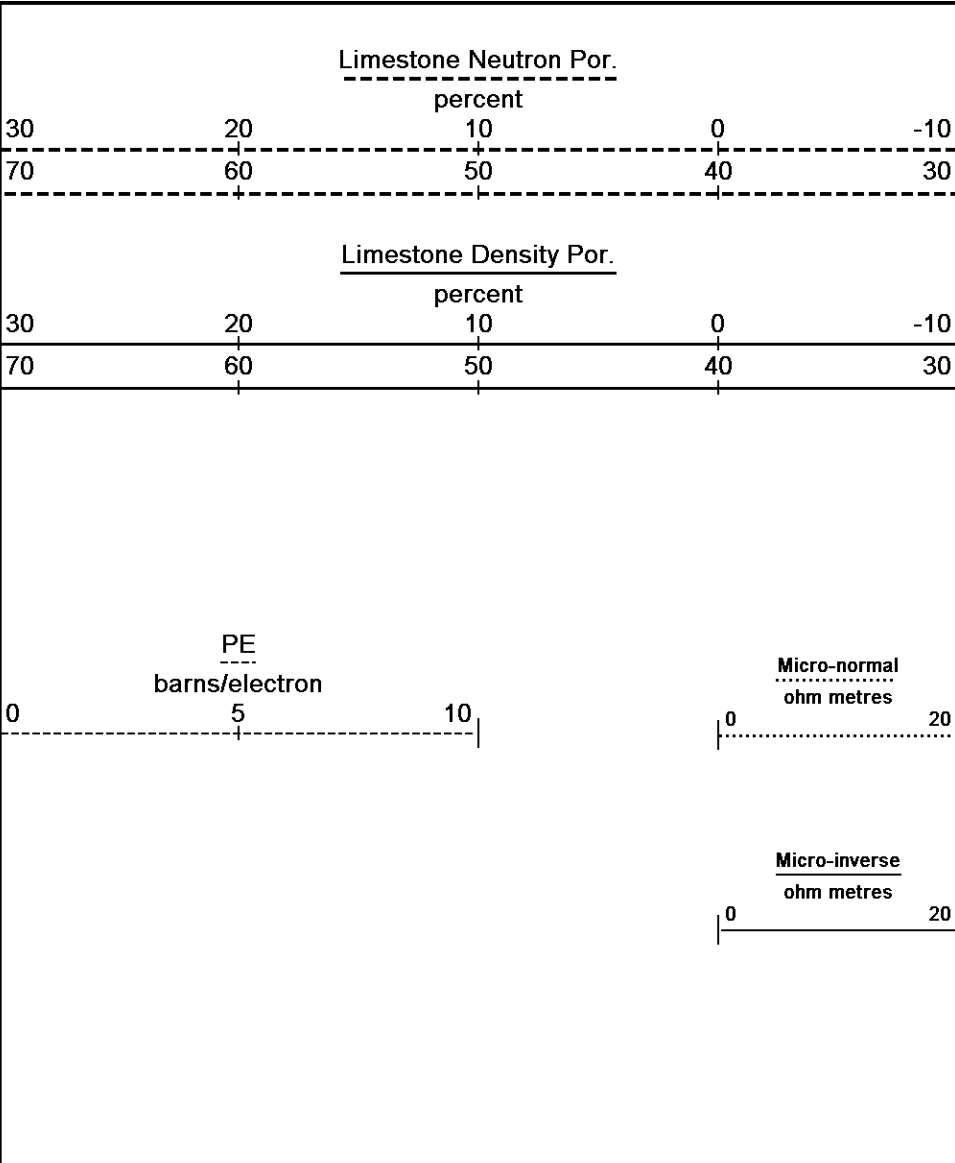 Limestone Neutron Por.
percent
30 20 10 0 -10
70 60 50 40 30
Limestone Density Por.
percent
30 20 10 0 -10
70 60 50 40 30
PE
barns/electron
0 5 10
Micro-normal
ohm metres
0 20
Micro-inverse
ohm metres
0 20